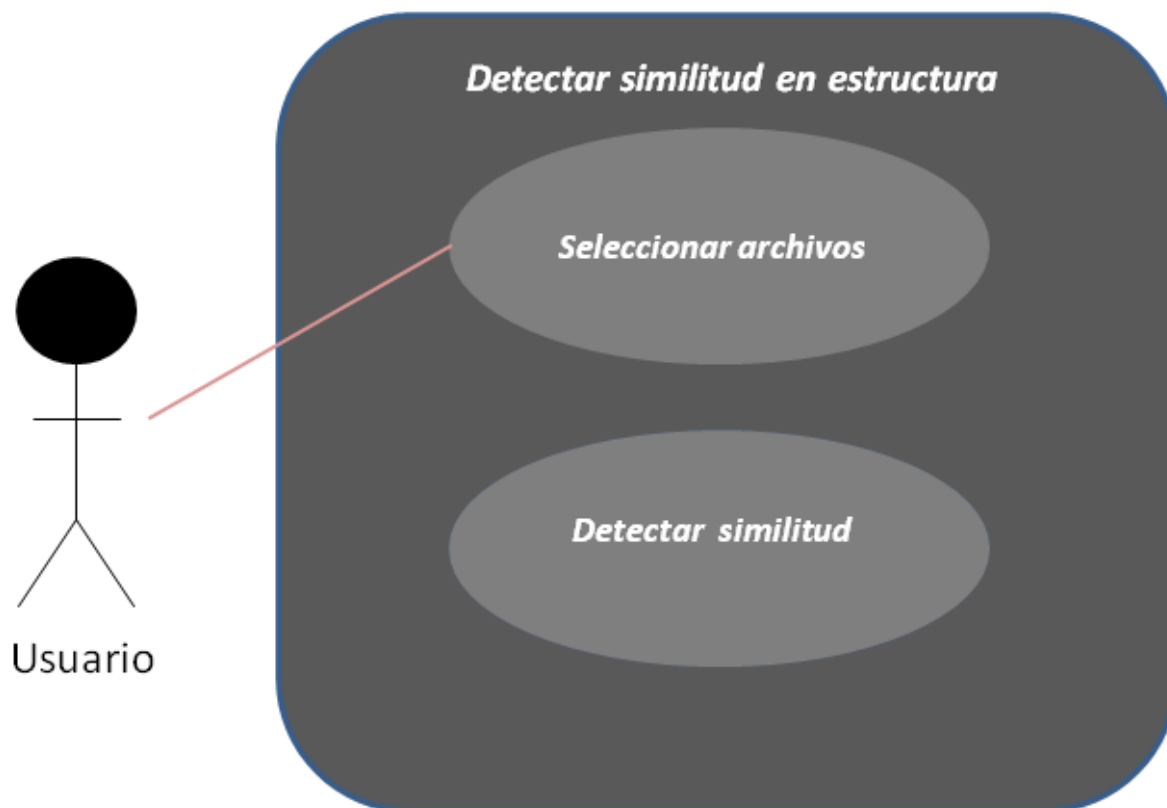 Detectar similitud en estructura
Seleccionar archivos
Detectar similitud
Usuario